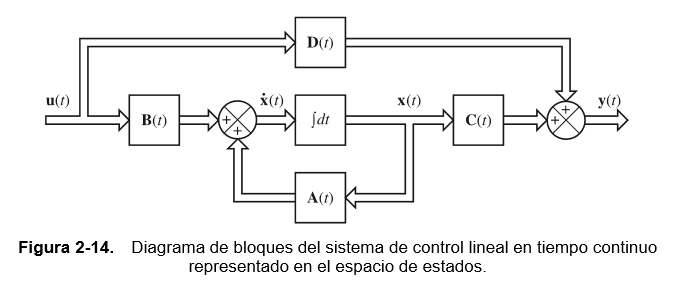 D(t)
u(t)
B(t)
+
+
ẋ(t)
∫dt
x(t)
C(t)
+
+
y(t)
A(t)
Figura 2-14. Diagrama de bloques del sistema de control lineal en tiempo continuo
representado en el espacio de estados.